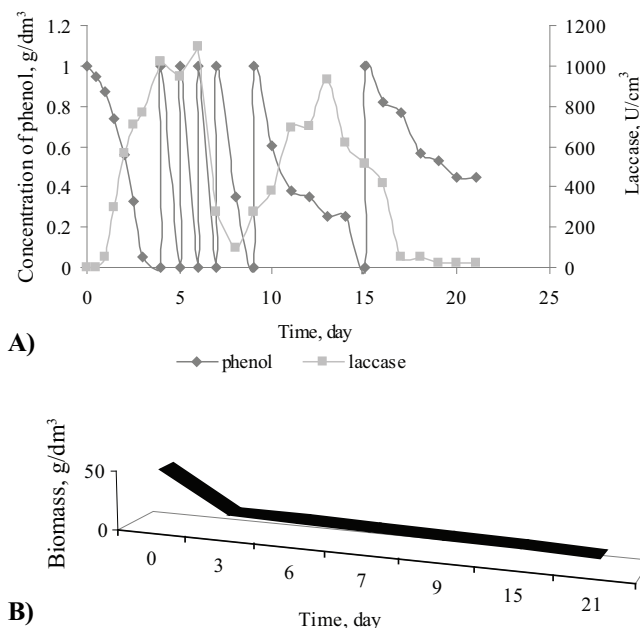 1.2
1
0.8
0.6
0.4
0.2
0
Concentration of phenol, g/dm³
1200
1000
800
600
400
200
0
Laccase, U/cm³
0 5 10 15 20 25
Time, day
A)
phenol laccase
Biomass, g/dm³
50
0
0 3 6 7 9 15 21
Time, day
B)